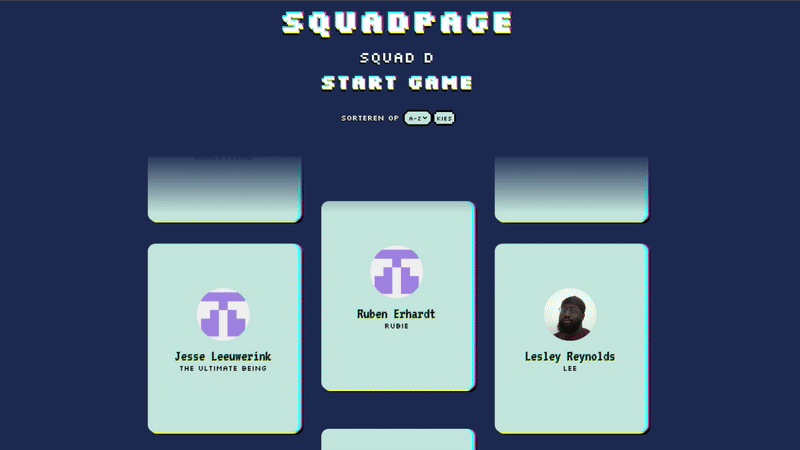 SQUADPAGE
SQUAD D
START GAME
SORTEREN OP A-Z KIES
Ruben Erhardt
RUBIE
Jesse Leeuwerink
THE ULTIMATE BEING
Lesley Reynolds
LEE